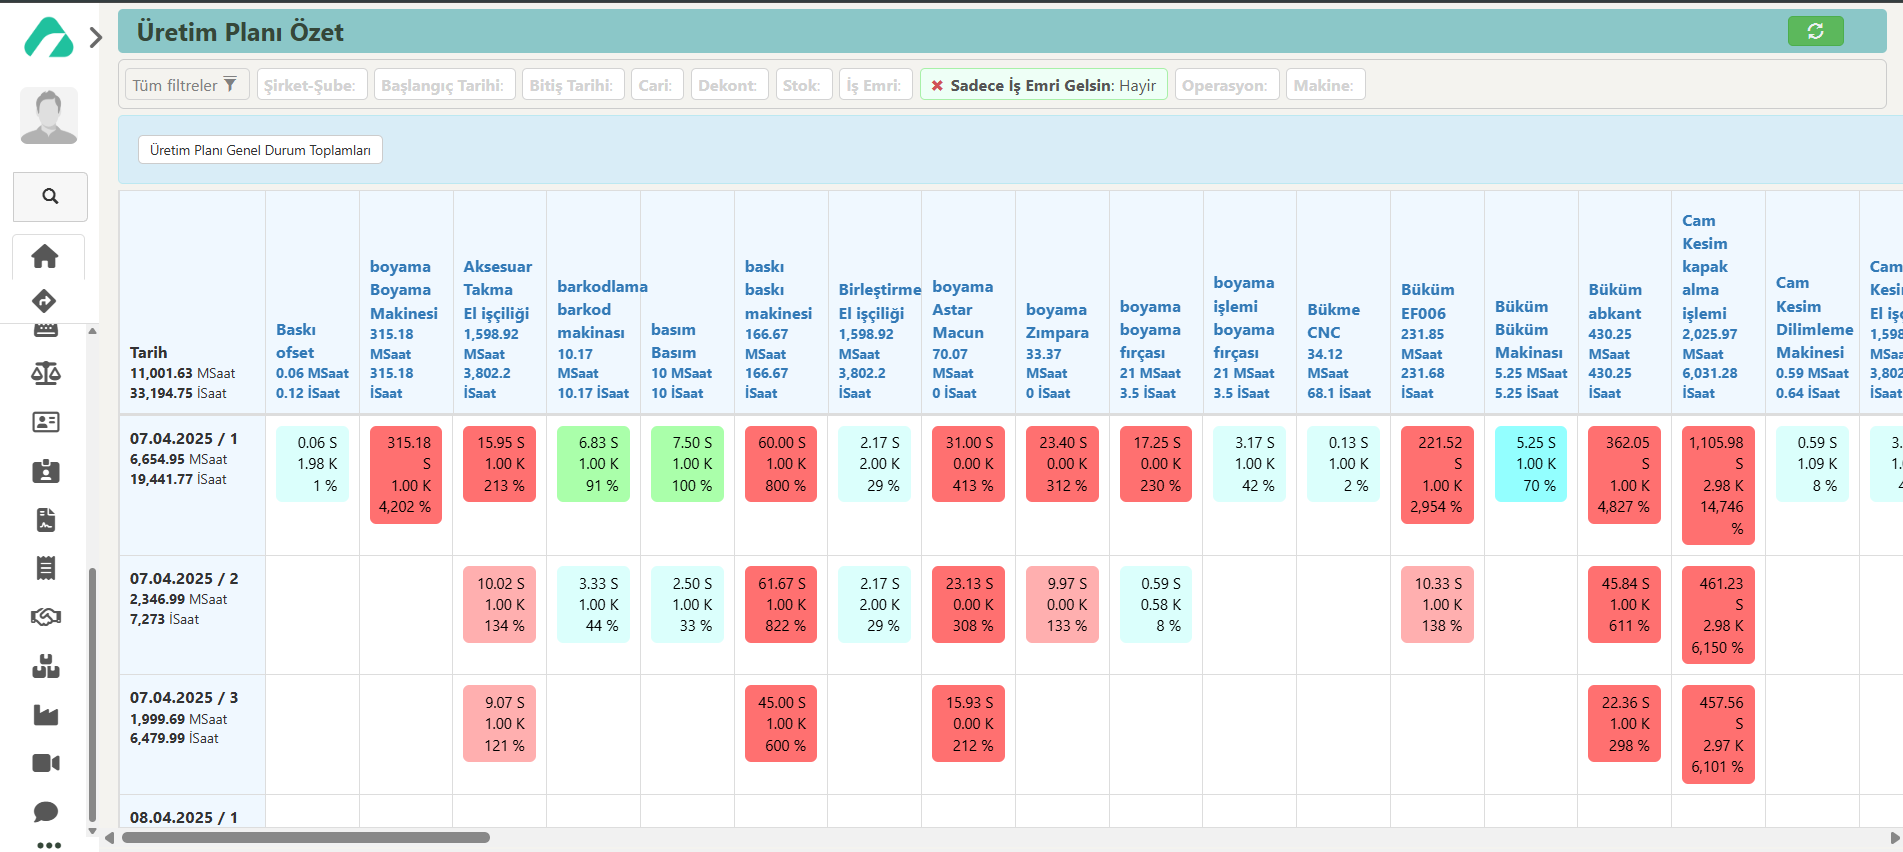 Üretim Planı Özet
Tüm filtreler
Şirket-Şube:
Başlangıç Tarihi:
Bitiş Tarihi:
Cari:
Dekont:
Stok:
İş Emri:
Sadece İş Emri Gelsin: Hayir
Operasyon:
Makine:
Üretim Planı Genel Durum Toplamları
Tarih
11,001.63 MSaat
33,194.75 İSaat
Baskı
ofset
0.06 MSaat
0.12 İSaat
boyama
Boyama
Makinesi
315.18
MSaat
315.18
İSaat
Aksesuar
Takma
El işçiliği
1,598.92
MSaat
3,802.2
İSaat
barkodlama
barkod
makinası
10.17
MSaat
10.17 İSaat
basım
Basım
10 MSaat
10 İSaat
baskı
baskı
makinesi
166.67
MSaat
166.67
İSaat
Birleştirme
El işçiliği
1,598.92
MSaat
3,802.2
İSaat
boyama
Astar
Macun
70.07
MSaat
0 İSaat
boyama
Zımpara
33.37
MSaat
0 İSaat
boyama
boyama
fırçası
21 MSaat
3.5 İSaat
boyama
işlemi
boyama
fırçası
21 MSaat
3.5 İSaat
Bükme
CNC
34.12
MSaat
68.1 İSaat
Büküm
EF006
231.85
MSaat
231.68
İSaat
Büküm
Büküm
Makinası
5.25 MSaat
5.25 İSaat
Büküm
abkant
430.25
MSaat
430.25
İSaat
Cam
Kesim
kapak
alma
işlemi
2,025.97
MSaat
6,031.28
İSaat
Cam
Kesim
Dilimleme
Makinesi
0.59 MSaat
0.64 İSaat
Cam
Kesi
El işç
1,598
MSaat
3,802
İSaat
07.04.2025 / 1
6,654.95 MSaat
19,441.77 İSaat
0.06 S
1.98 K
1 %
315.18
S
1.00 K
4,202 %
15.95 S
1.00 K
213 %
6.83 S
1.00 K
91 %
7.50 S
1.00 K
100 %
60.00 S
1.00 K
800 %
2.17 S
2.00 K
29 %
31.00 S
0.00 K
413 %
23.40 S
0.00 K
312 %
17.25 S
0.00 K
230 %
3.17 S
1.00 K
42 %
0.13 S
1.00 K
2 %
221.52
S
1.00 K
2,954 %
5.25 S
1.00 K
70 %
362.05
S
1.00 K
4,827 %
1,105.98
S
2.98 K
14,746
%
0.59 S
1.09 K
8 %
3.
1.
4
07.04.2025 / 2
2,346.99 MSaat
7,273 İSaat
10.02 S
1.00 K
134 %
3.33 S
1.00 K
44 %
2.50 S
1.00 K
33 %
61.67 S
1.00 K
822 %
2.17 S
2.00 K
29 %
23.13 S
0.00 K
308 %
9.97 S
0.00 K
133 %
0.59 S
0.58 K
8 %
10.33 S
1.00 K
138 %
45.84 S
1.00 K
611 %
461.23
S
2.98 K
6,150 %
07.04.2025 / 3
1,999.69 MSaat
6,479.99 İSaat
9.07 S
1.00 K
121 %
45.00 S
1.00 K
600 %
15.93 S
0.00 K
212 %
22.36 S
1.00 K
298 %
457.56
S
2.97 K
6,101 %
08.04.2025 / 1